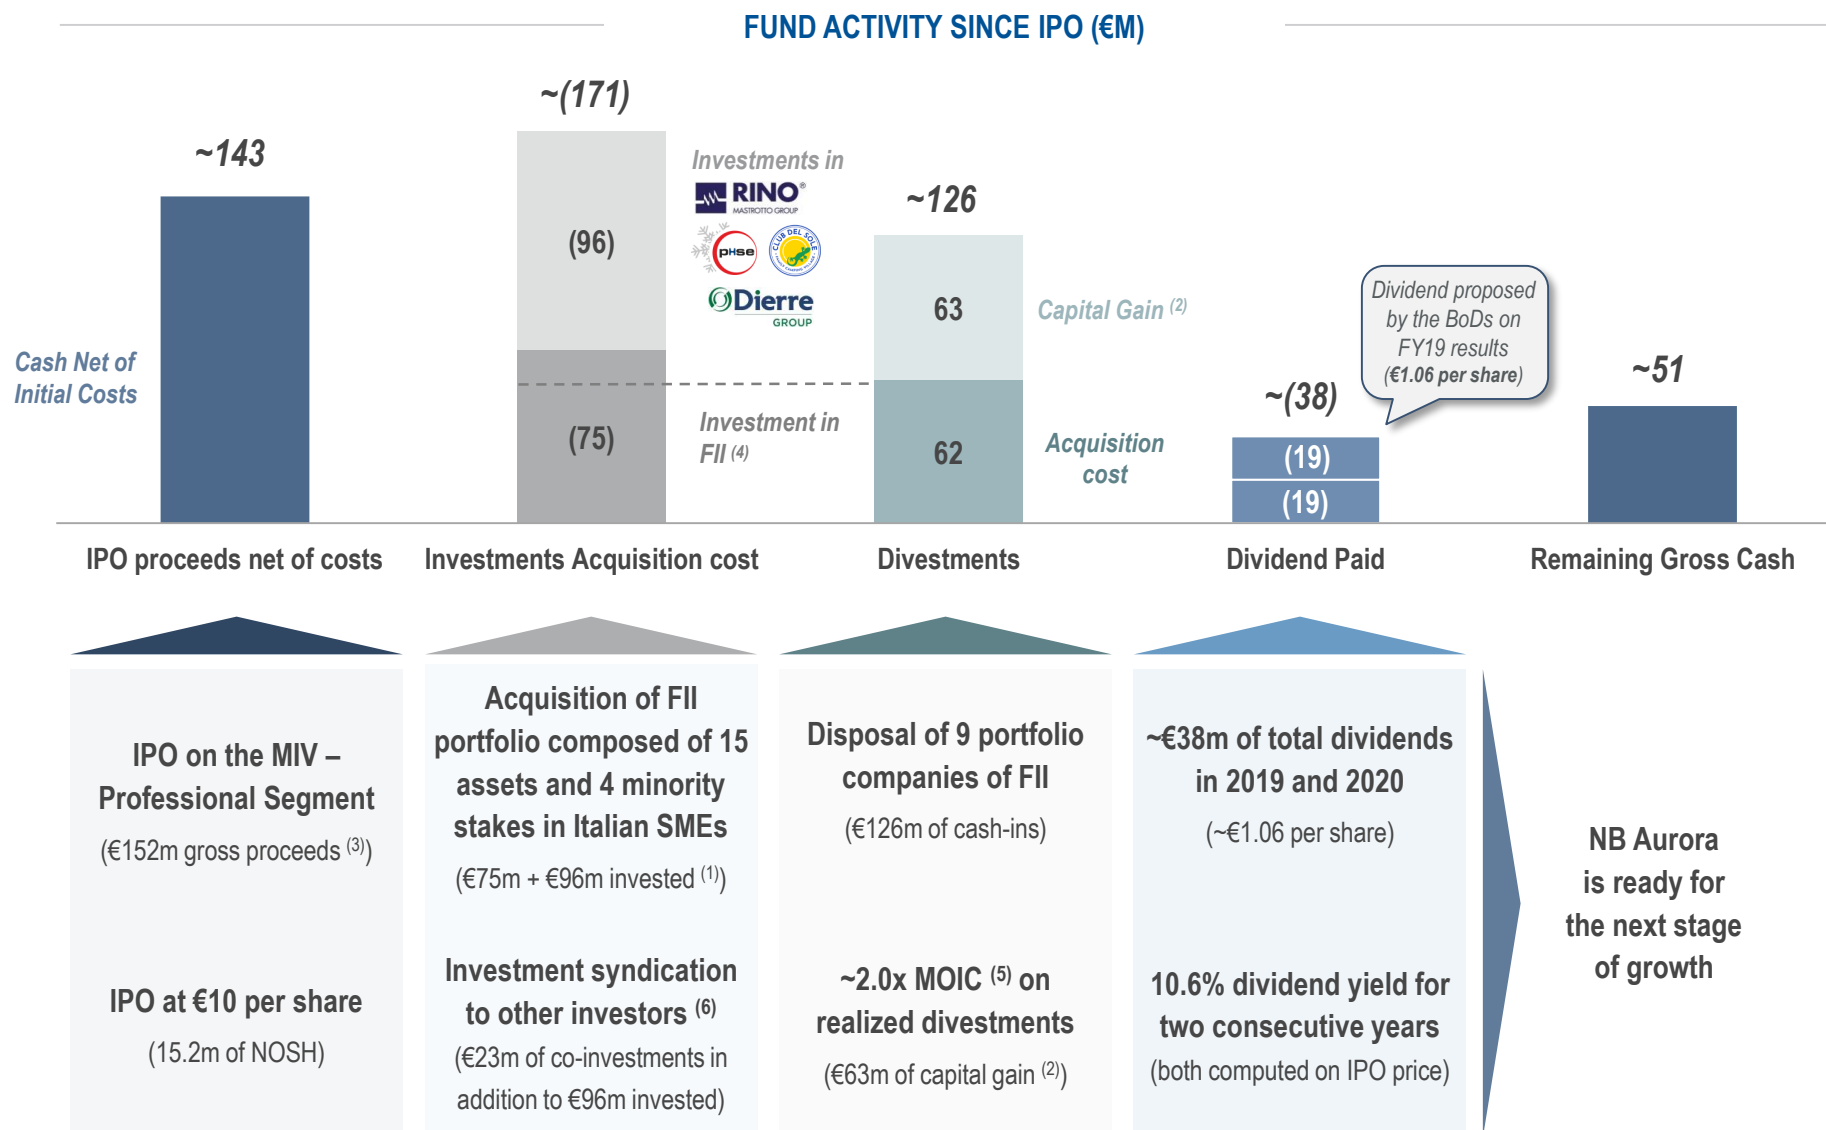 FUND ACTIVITY SINCE IPO (€M)
~143
~(171)
(96)
(75)
Investments in
RINO®
MASTROTTO GROUP
pHse
CLUB DEL SOLE
Dierre
GROUP
Investment in
FII (4)
~126
63
62
Capital Gain (2)
Acquisition
cost
Cash Net of
Initial Costs
~(38)
(19)
(19)
Dividend proposed
by the BoDs on
FY19 results
(€1.06 per share)
~51
IPO proceeds net of costs
Investments Acquisition cost
Divestments
Dividend Paid
Remaining Gross Cash
IPO on the MIV –
Professional Segment
(€152m gross proceeds (3))
IPO at €10 per share
(15.2m of NOSH)
Acquisition of FII
portfolio composed of 15
assets and 4 minority
stakes in Italian SMEs
(€75m + €96m invested (1))
Investment syndication
to other investors (6)
(€23m of co-investments in
addition to €96m invested)
Disposal of 9 portfolio
companies of FII
(€126m of cash-ins)
~2.0x MOIC (5) on
realized divestments
(€63m of capital gain (2))
~€38m of total dividends
in 2019 and 2020
(~€1.06 per share)
10.6% dividend yield for
two consecutive years
(both computed on IPO price)
NB Aurora
is ready for
the next stage
of growth